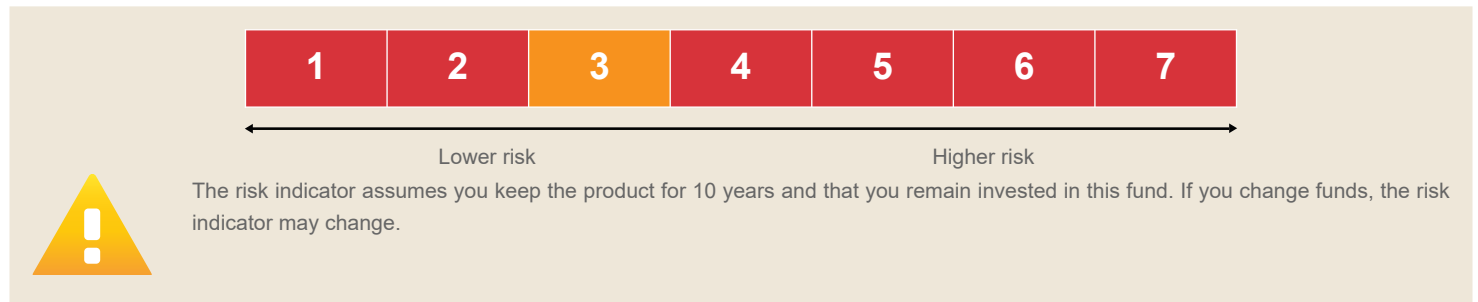 1 2 3 4 5 6 7
Lower risk Higher risk
The risk indicator assumes you keep the product for 10 years and that you remain invested in this fund. If you change funds, the risk
indicator may change.